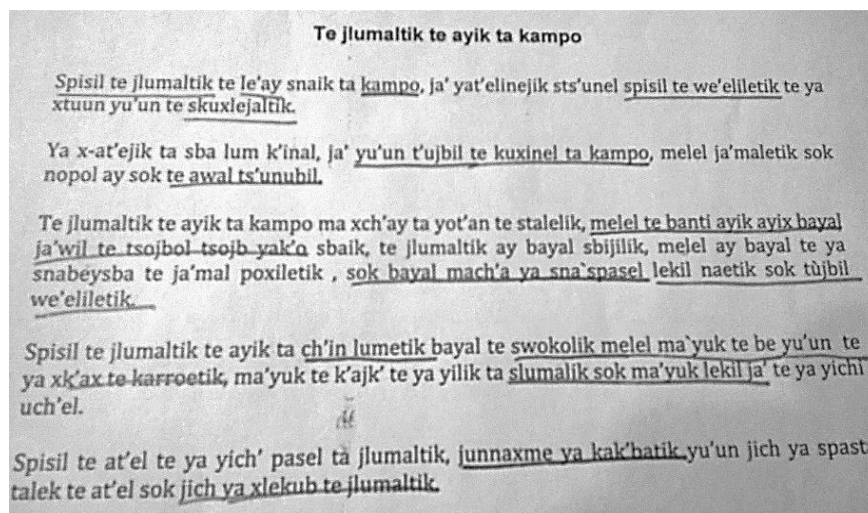 Te jlumaltik te ayik ta kampo
Spisil te jlumaltik te le'ay snaik ta kampo, ja' yat'elinejik sts'unel spisil te we'eliletik te ya
xtuun yu'un te skuxlejaltik.
Ya x-at'ejik ta sba lum k'inal, ja' yu'un t'ujbil te kuxinel ta kampo, melel ja'maletik sok
nopol ay sok te awal ts'unubil.
Te jlumaltik te ayik ta kampo ma xch'ay ta yot'an te stalelik, melel te banti ayik ayix bayal
ja'wil te tsojbol tsojb yak'o sbaik, te jlumaltik ay bayal sbijilik, melel ay bayal te ya
snabeysba te ja'mal poxiletik , sok bayal mach'a ya sna`spasel lekil naetik sok tùjbil
we'eliletik.
Spisil te jlumaltik te ayik ta ch'in lumetik bayal te swokolik melel ma`yuk te be yu'un te
ya xk'ax te karroetik, ma'yuk te k'ajk' te ya yilik ta slumalik sok ma'yuk lekil ja' te ya yichi
uch'el.
Spisil te at'el te ya yich' pasel ta jlumaltik, junnaxme ya kak'batik yu'un jich ya spast
talek te at'el sok jich ya xlekub te jlumaltik.